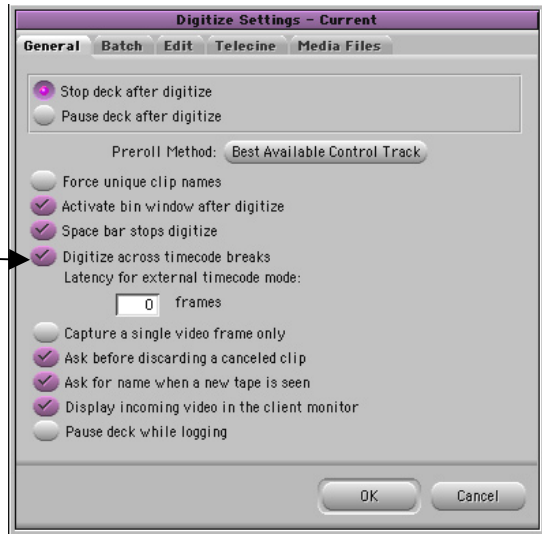 Digitize Settings - Current
General Batch Edit Telecine Media Files
Stop deck after digitize
Pause deck after digitize
Preroll Method: Best Available Control Track
Force unique clip names
Activate bin window after digitize
Space bar stops digitize
Digitize across timecode breaks
Latency for external timecode mode:
0 frames
Capture a single video frame only
Ask before discarding a canceled clip
Ask for name when a new tape is seen
Display incoming video in the client monitor
Pause deck while logging
OK Cancel